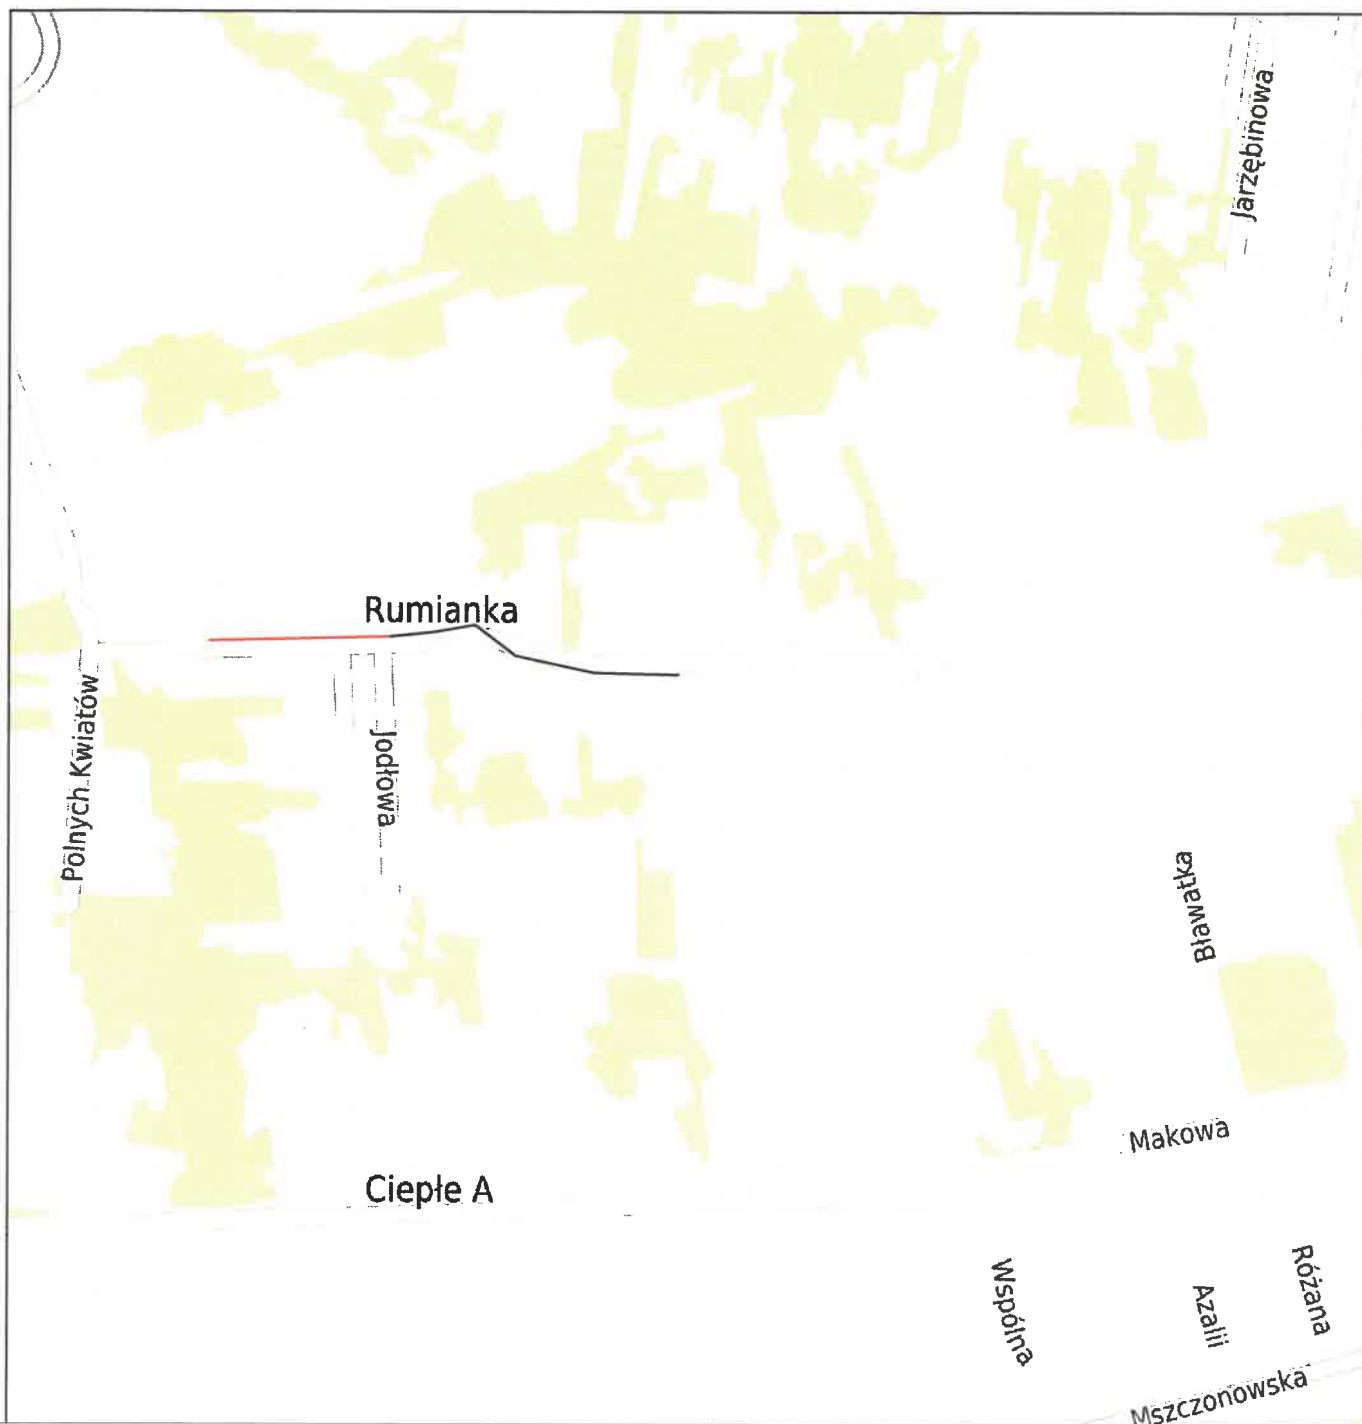 Jarzębinowa
Rumianka
Polnych Kwiatów
Jodłowa
Bławatka
Makowa
Ciepłe A
Wspólna
Azalii
Różana
Mszczonowska